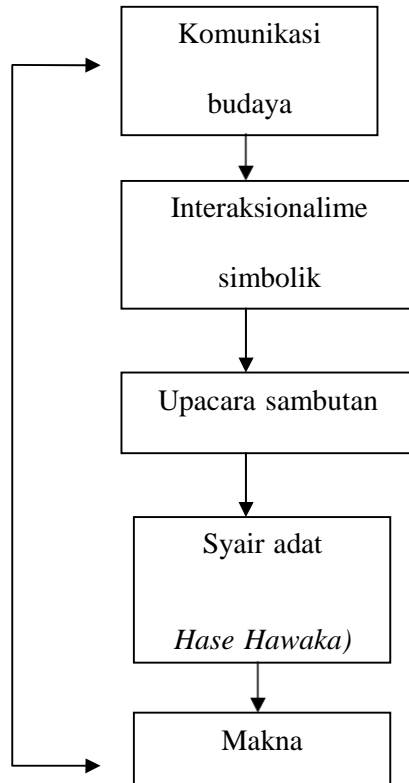 Komunikasi
budaya
Interaksionalime
simbolik
Upacara sambutan
Syair adat
Hase Hawaka)
Makna